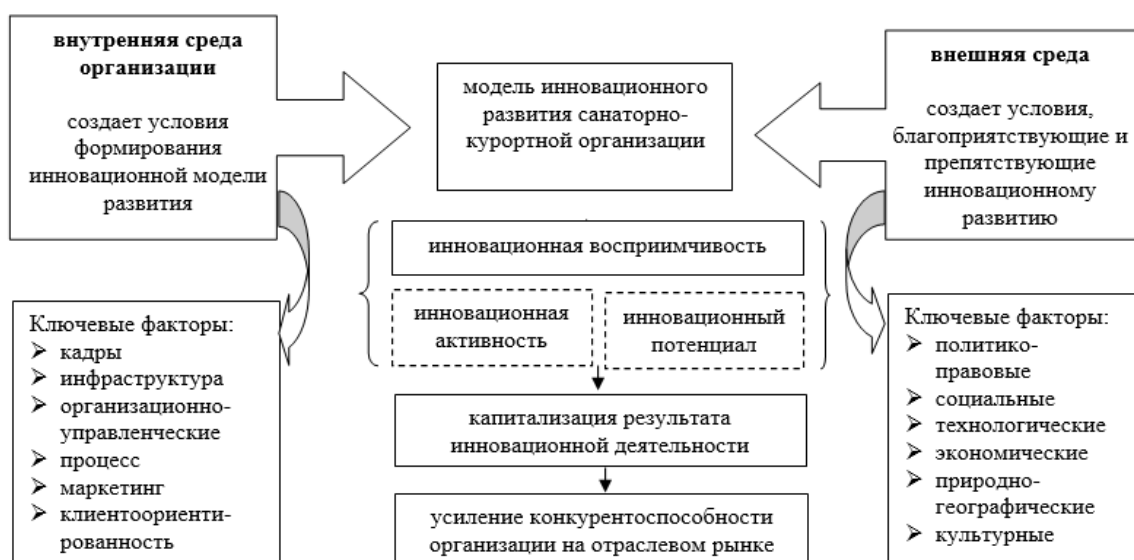 внутренняя среда
организации
создает условия
формирования
инновационной модели
развития
модель инновационного
развития санаторно-
курортной организации
внешняя среда
создает условия,
благоприятствующие и
препятствующие
инновационному
развитию
инновационная восприимчивость
инновационная
активность
инновационный
потенциал
капитализация результата
инновационной деятельности
усиление конкурентоспособности
организации на отраслевом рынке
Ключевые факторы:
➢ кадры
➢ инфраструктура
➢ организационно-
управленческие
➢ процесс
➢ маркетинг
➢ клиентоориенти-
рованность
Ключевые факторы:
➢ политико-
правовые
➢ социальные
➢ технологические
➢ экономические
➢ природно-
географические
➢ культурные